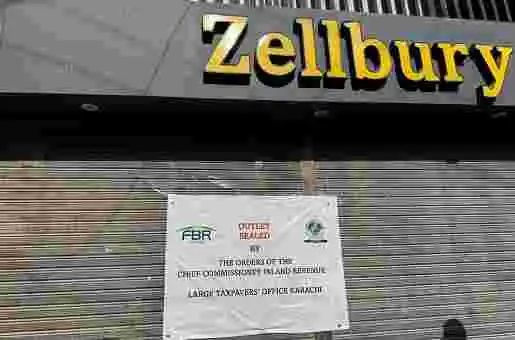 Zellbury
FBR
OUTLET
SEALED
BY
THE ORDERS OF THE
CHIEF COMMISSIONER INLAND REVENUE
LARGE TAXPAYERS' OFFICE KARACHI